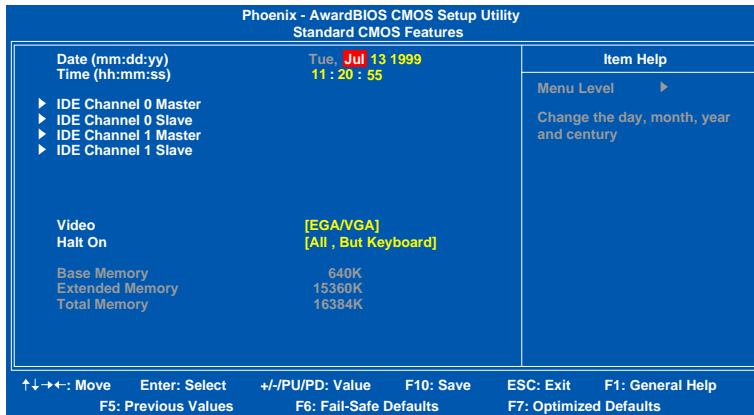 Phoenix - AwardBIOS CMOS Setup Utility
Standard CMOS Features
Date (mm:dd:yy) Tue, Jul 13 1999
Time (hh:mm:ss) 11 : 20 : 55
IDE Channel 0 Master
IDE Channel 0 Slave
IDE Channel 1 Master
IDE Channel 1 Slave
Video [EGA/VGA]
Halt On [All , But Keyboard]
Base Memory 640K
Extended Memory 15360K
Total Memory 16384K
Item Help
Menu Level
Change the day, month, year
and century
↑↓→←: Move Enter: Select +/-/PU/PD: Value F10: Save ESC: Exit F1: General Help
F5: Previous Values F6: Fail-Safe Defaults F7: Optimized Defaults